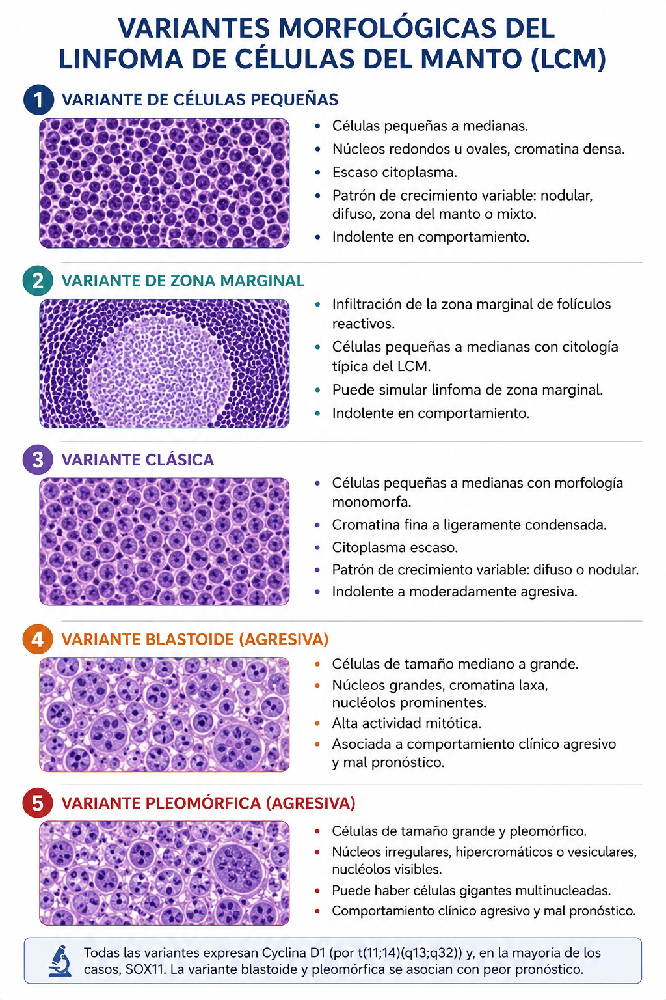 VARIANTES MORFOLÓGICAS DEL
LINFOMA DE CÉLULAS DEL MANTO (LCM)
1 VARIANTE DE CÉLULAS PEQUEÑAS
• Células pequeñas a medianas.
• Núcleos redondos u ovales, cromatina densa.
• Escaso citoplasma.
• Patrón de crecimiento variable: nodular,
difuso, zona del manto o mixto.
• Indolente en comportamiento.
2 VARIANTE DE ZONA MARGINAL
• Infiltración de la zona marginal de folículos
reactivos.
• Células pequeñas a medianas con citología
típica del LCM.
• Puede simular linfoma de zona marginal.
• Indolente en comportamiento.
3 VARIANTE CLÁSICA
• Células pequeñas a medianas con morfología
monomorfa.
• Cromatina fina a ligeramente condensada.
• Citoplasma escaso.
• Patrón de crecimiento variable: difuso o nodular.
• Indolente a moderadamente agresiva.
4 VARIANTE BLASTOIDE (AGRESIVA)
• Células de tamaño mediano a grande.
• Núcleos grandes, cromatina laxa,
nucléolos prominentes.
• Alta actividad mitótica.
• Asociada a comportamiento clínico agresivo
y mal pronóstico.
5 VARIANTE PLEOMÓRFICA (AGRESIVA)
• Células de tamaño grande y pleomórfico.
• Núcleos irregulares, hipercromáticos o vesiculares,
nucléolos visibles.
• Puede haber células gigantes multinucleadas.
• Comportamiento clínico agresivo y mal pronóstico.
Todas las variantes expresan Cyclina D1 (por t(11;14)(q13;q32)) y, en la mayoría de los
casos, SOX11. La variante blastoide y pleomórfica se asocian con peor pronóstico.